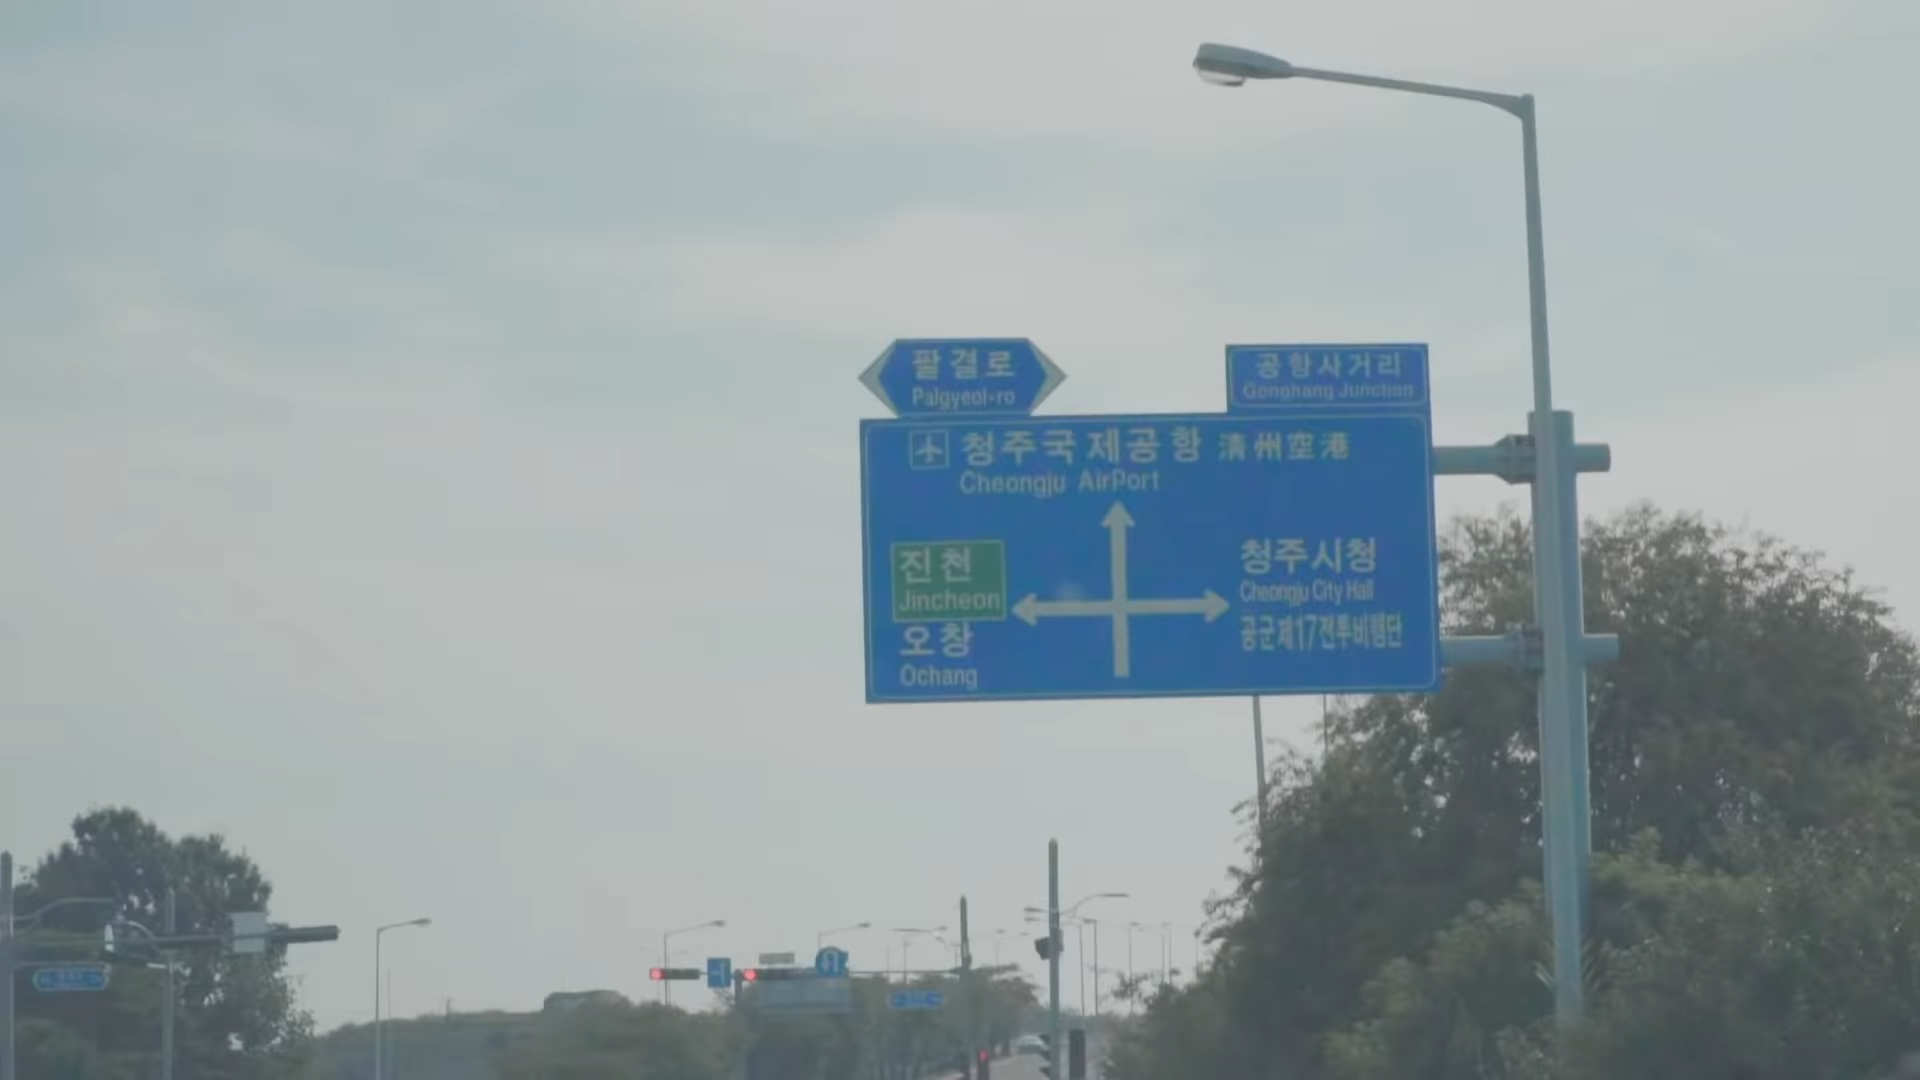 팔결로
Palgyeol-ro
공항사거리
Gonghang Junction
청주국제공항 淸州空港
Cheongju AirPort
진천
Jincheon
오창
Ochang
청주시청
Cheongju City Hall
공군제17전투비행단